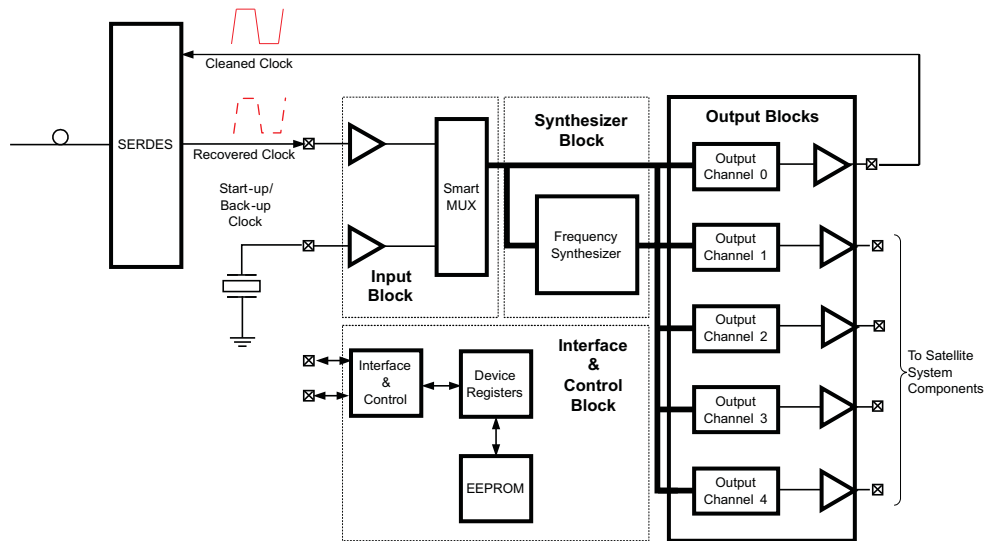 Cleaned Clock
SERDES
Recovered Clock
Start-up/
Back-up
Clock
Input
Block
Smart
MUX
Synthesizer
Block
Frequency
Synthesizer
Output Blocks
Output
Channel 0
Output
Channel 1
Output
Channel 2
Output
Channel 3
Output
Channel 4
To Satellite
System
Components
Interface
&
Control
Block
Interface
&
Control
Device
Registers
EEPROM